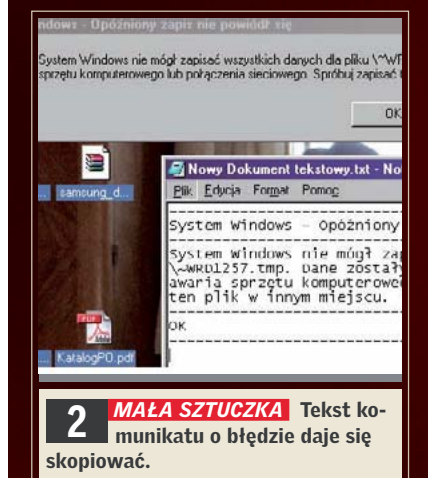 ndows - Opóźniony zapis nie powiódł się
System Windows nie mógł zapisać wszystkich danych dla pliku
sprzętu komputerowego lub połączenia sieciowego. Spróbuj zapisać
OK
samsung_d...
Nowy Dokument tekstowy.txt - No
Plik Edycja Format Pomoc
System Windows - Opóźniony
System Windows nie mógł zap
\~WRD1257.tmp. Dane został
awaria sprzętu komputerowe
ten plik w innym miejscu.
OK
... KatalogPO.pdf
2 MAŁA SZTUCZKA Tekst ko-
munikatu o błędzie daje się
skopiować.